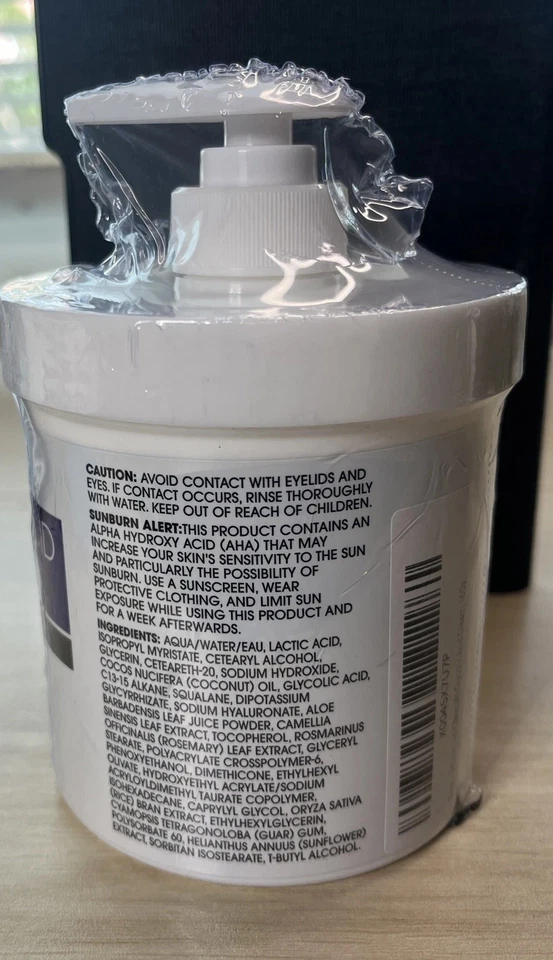 CAUTION: AVOID CONTACT WITH EYELIDS AND
EYES. IF CONTACT OCCURS, RINSE THOROUGHLY
WITH WATER. KEEP OUT OF REACH OF CHILDREN.
SUNBURN ALERT:THIS PRODUCT CONTAINS AN
ALPHA HYDROXY ACID (AHA) THAT MAY
INCREASE YOUR SKIN'S SENSITIVITY TO THE SUN
AND PARTICULARLY THE POSSIBILITY OF
SUNBURN. USE A SUNSCREEN, WEAR
PROTECTIVE CLOTHING, AND LIMIT SUN
EXPOSURE WHILE USING THIS PRODUCT AND
FOR A WEEK AFTERWARDS.
INGREDIENTS: AQUA/WATER/EAU, LACTIC ACID,
ISOPROPYL MYRISTATE, CETEARYL ALCOHOL,
GLYCERIN, CETEARETH-20, SODIUM HYDROXIDE,
COCOS NUCIFERA (COCONUT) OIL, GLYCOLIC ACID,
C13-15 ALKANE, SQUALANE, DIPOTASSIUM
GLYCYRRHIZATE, SODIUM HYALURONATE, ALOE
BARBADENSIS LEAF JUICE POWDER, CAMELLIA
SINENSIS LEAF EXTRACT, TOCOPHEROL, ROSMARINUS
OFFICINALIS (ROSEMARY) LEAF EXTRACT, GLYCERYL
STEARATE, POLYACRYLATE CROSSPOLYMER-6,
PHENOXYETHANOL, DIMETHICONE, ETHYLHEXYL
OLIVATE, HYDROXYETHYL ACRYLATE/SODIUM
ACRYLOYLDIMETHYL TAURATE COPOLYMER,
ISOHEXADECANE, CAPRYLYL GLYCOL, ORYZA SATIVA
(RICE) BRAN EXTRACT, ETHYLHEXYLGLYCERIN,
CYAMOPSIS TETRAGONOLOBA (GUAR) GUM,
POLYSORBATE 60, HELIANTHUS ANNUUS (SUNFLOWER)
EXTRACT, SORBITAN ISOSTEARATE, T-BUTYL ALCOHOL.
D